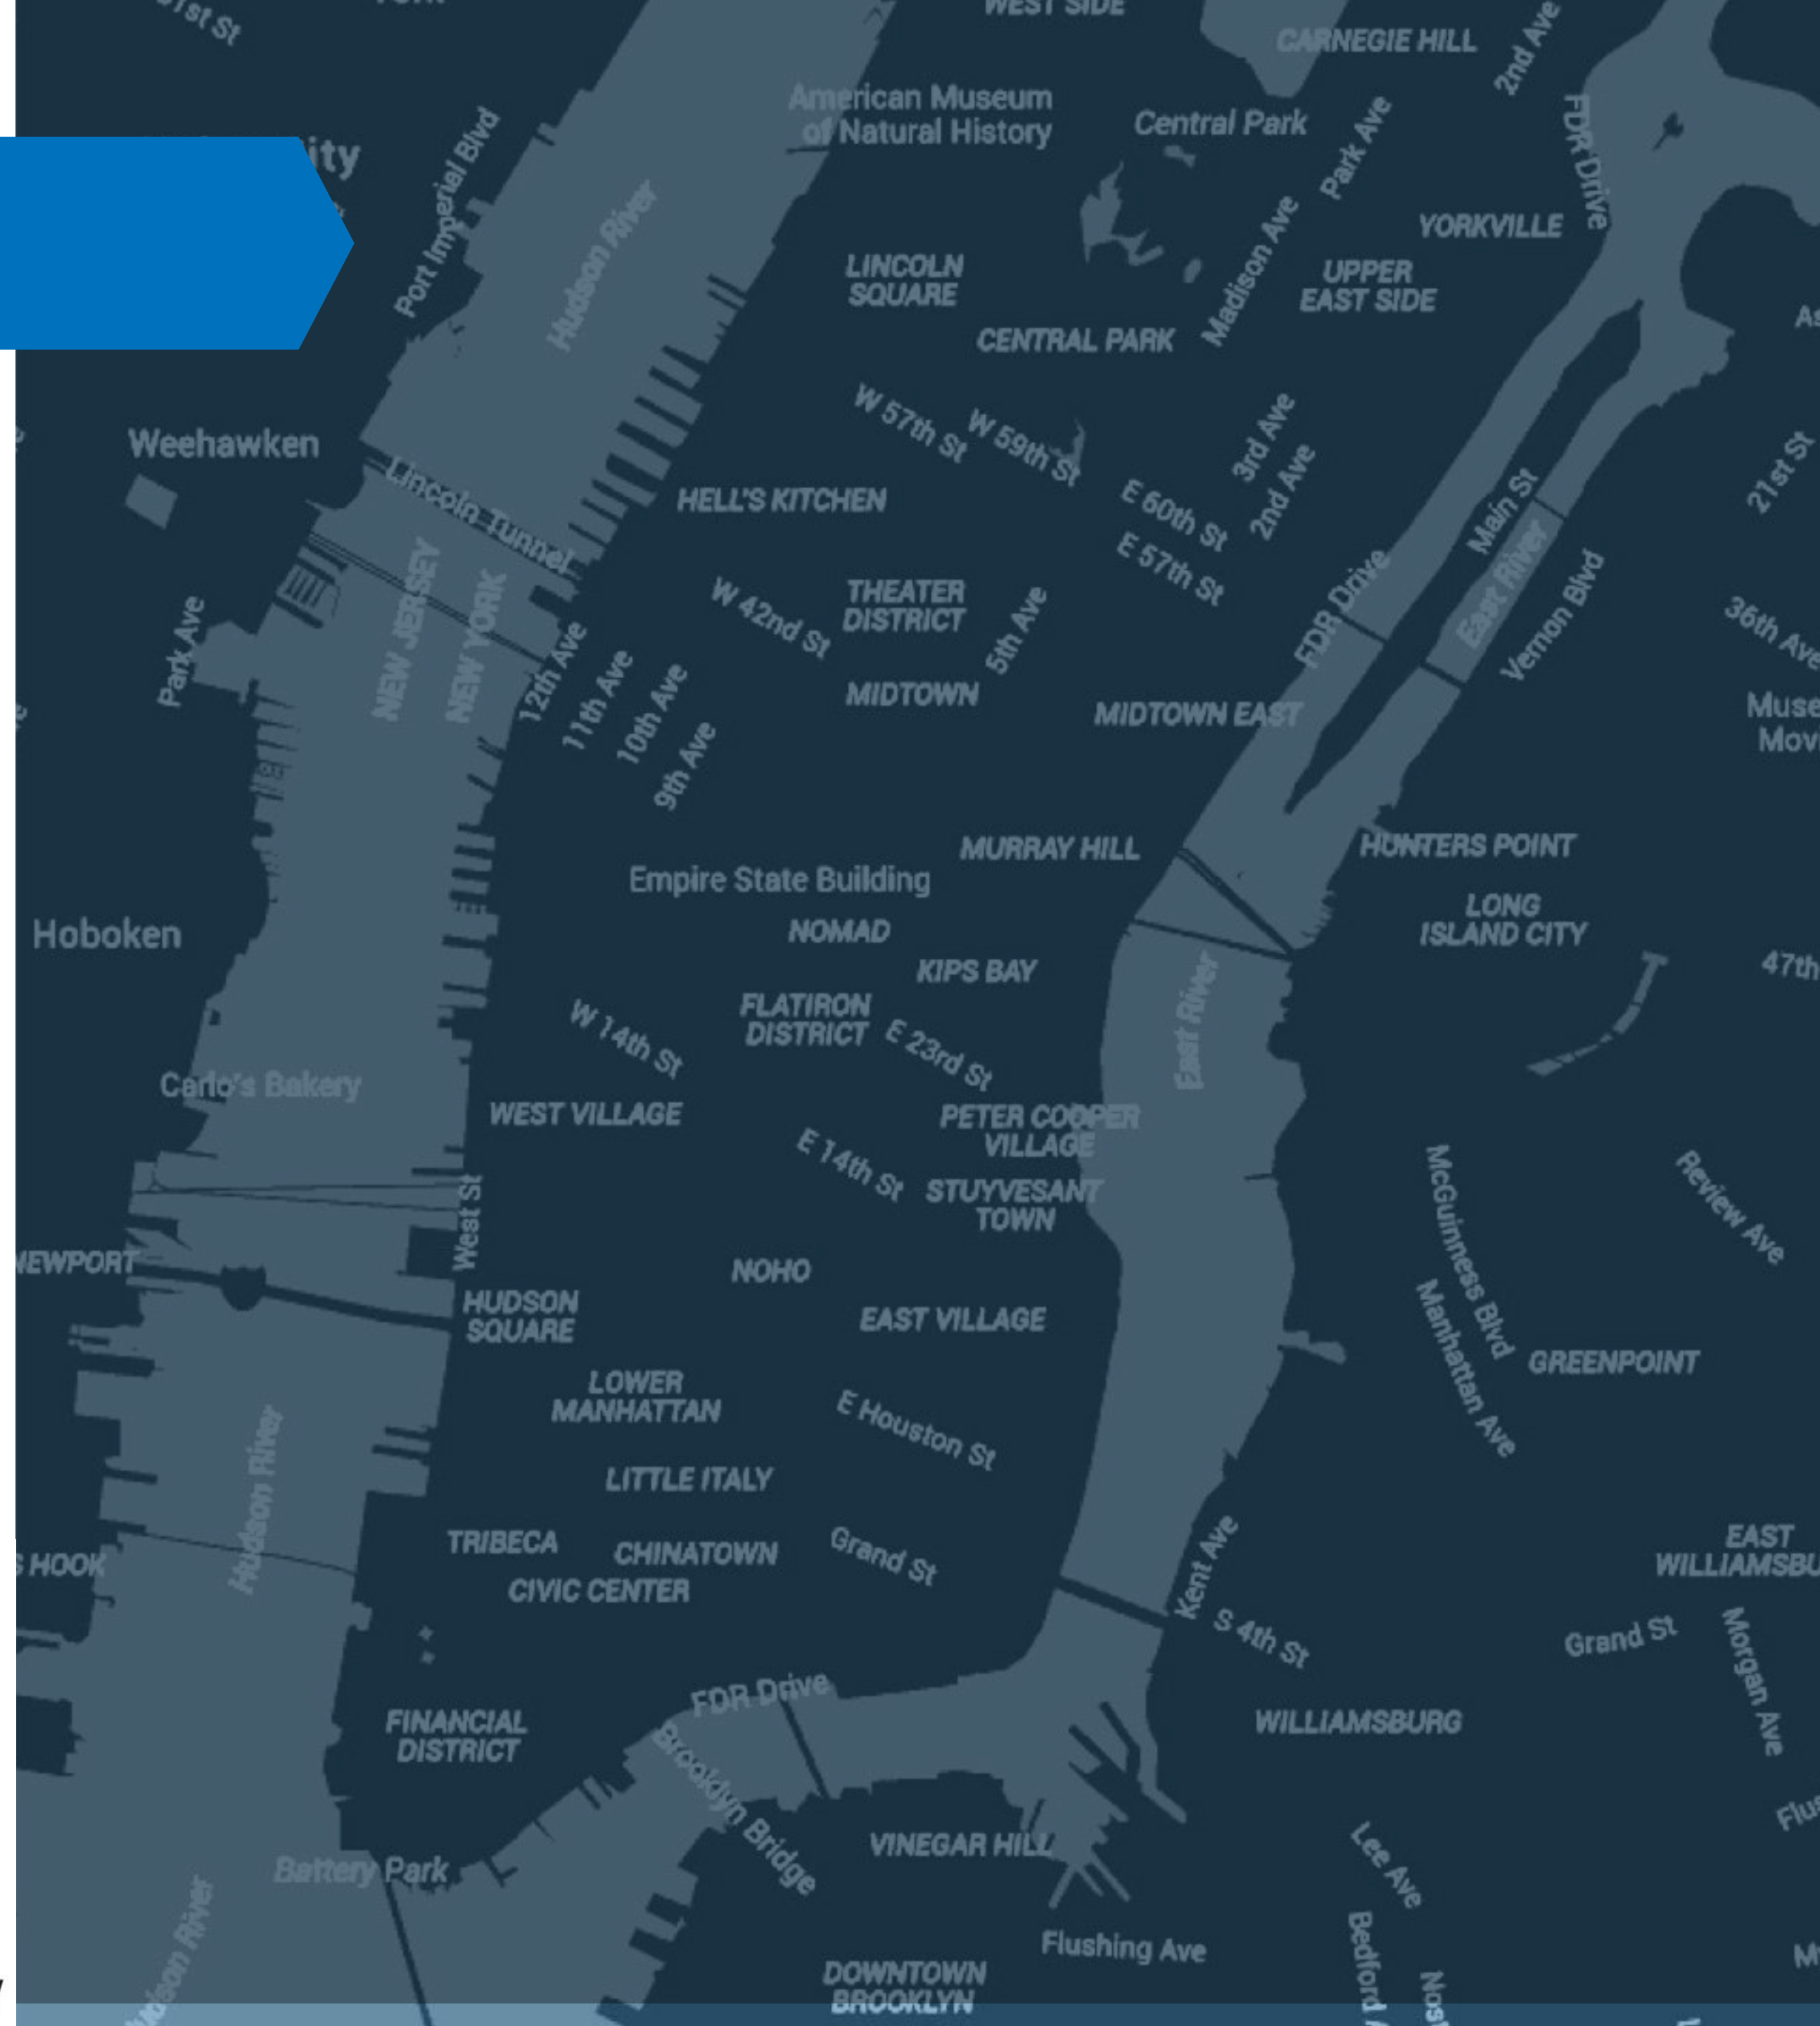 WEST SIDE
CARNEGIE HILL
2nd Ave
American Museum
of Natural History
Central Park
Park Ave
FDR Drive
Port Imperial Blvd
Hudson River
YORKVILLE
LINCOLN
SQUARE
Madison Ave
UPPER
EAST SIDE
CENTRAL PARK
W 57th St
W 59th St
3rd Ave
2nd Ave
Weehawken
21st St
Lincoln Tunnel
HELL'S KITCHEN
E 60th St
E 57th St
Main St
East River
Vernon Blvd
FDR Drive
NEW JERSEY
NEW YORK
W 42nd St
THEATER
DISTRICT
5th Ave
36th Ave
Park Ave
12th Ave
11th Ave
10th Ave
9th Ave
MIDTOWN
MIDTOWN EAST
MURRAY HILL
HUNTERS POINT
Empire State Building
LONG
ISLAND CITY
Hoboken
NOMAD
KIPS BAY
47th
East River
W 14th St
FLATIRON
DISTRICT
E 23rd St
Carlo's Bakery
WEST VILLAGE
PETER COOPER
VILLAGE
E 14th St
STUYVESANT
TOWN
McGuinness Blvd
Review Ave
West St
NEWPORT
NOHO
HUDSON
SQUARE
EAST VILLAGE
Manhattan Ave
GREENPOINT
LOWER
MANHATTAN
E Houston St
Hudson River
LITTLE ITALY
TRIBECA
CHINATOWN
Grand St
Kent Ave
EAST
WILLIAMSBU
HOOK
CIVIC CENTER
S 4th St
Grand St
Morgan Ave
FDR Drive
FINANCIAL
DISTRICT
WILLIAMSBURG
Brooklyn Bridge
VINEGAR HILL
Lee Ave
Battery Park
Hudson River
Flushing Ave
Bedford
DOWNTOWN
BROOKLYN